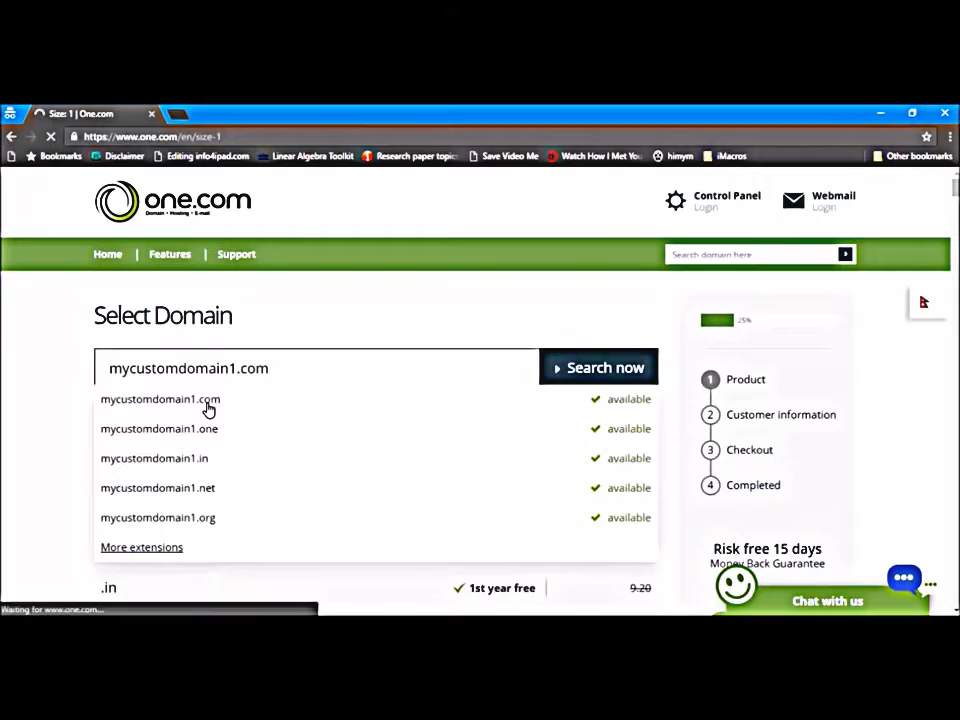 Size: 1 | One.com
https://www.one.com/en/size-1
Bookmarks Disclaimer Editing info4ipad.com Linear Algebra Toolkit Research paper topic Save Video Me Watch How I Met You himym iMacros Other bookmarks
one.com
Domain • Hosting • E-mail
Control Panel
Login
Webmail
Login
Home | Features | Support
Search domain here
Select Domain
25%
mycustomdomain1.com
Search now
mycustomdomain1.com available
mycustomdomain1.one available
mycustomdomain1.in available
mycustomdomain1.net available
mycustomdomain1.org available
More extensions
.in 1st year free 9.20
1 Product
2 Customer information
3 Checkout
4 Completed
Risk free 15 days
Money Back Guarantee
Chat with us
Waiting for www.one.com...